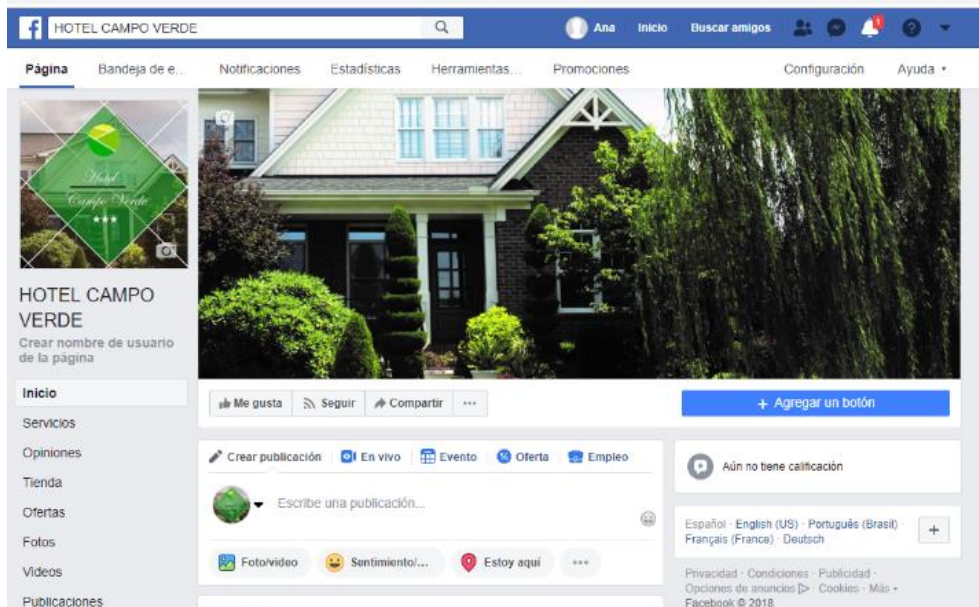 HOTEL CAMPO VERDE
Ana Inicio Buscar amigos
1
Página Bandeja de e... Notificaciones Estadísticas Herramientas... Promociones Configuración Ayuda
Hotel
Campo Verde
HOTEL CAMPO
VERDE
Crear nombre de usuario
de la página
Inicio
Servicios
Opiniones
Tienda
Ofertas
Fotos
Videos
Publicaciones
Me gusta Seguir Compartir ...
+ Agregar un botón
Crear publicación En vivo Evento Oferta Empleo
Escribe una publicación...
Foto/video Sentimiento/... Estoy aquí ...
Aún no tiene calificación
Español · English (US) · Português (Brasil) ·
Français (France) · Deutsch
+
Privacidad · Condiciones · Publicidad ·
Opciones de anuncios · Cookies · Más
Facebook © 2018